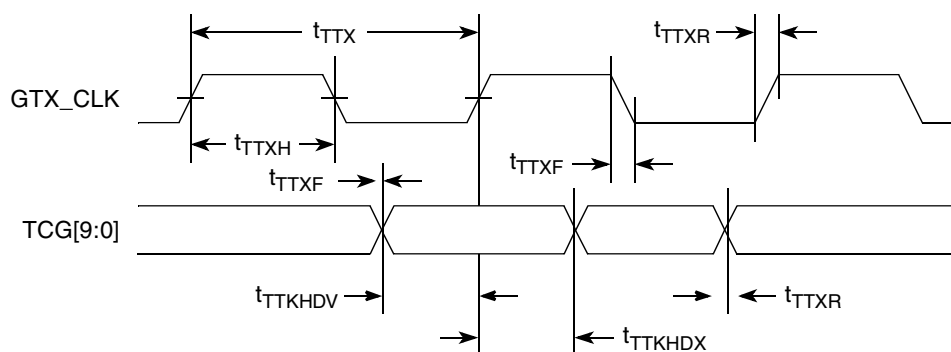 tTTX
tTTXR
GTX_CLK
tTTXH
tTTXF
tTTXF
TCG[9:0]
tTTKHDV
tTTXR
tTTKHDX